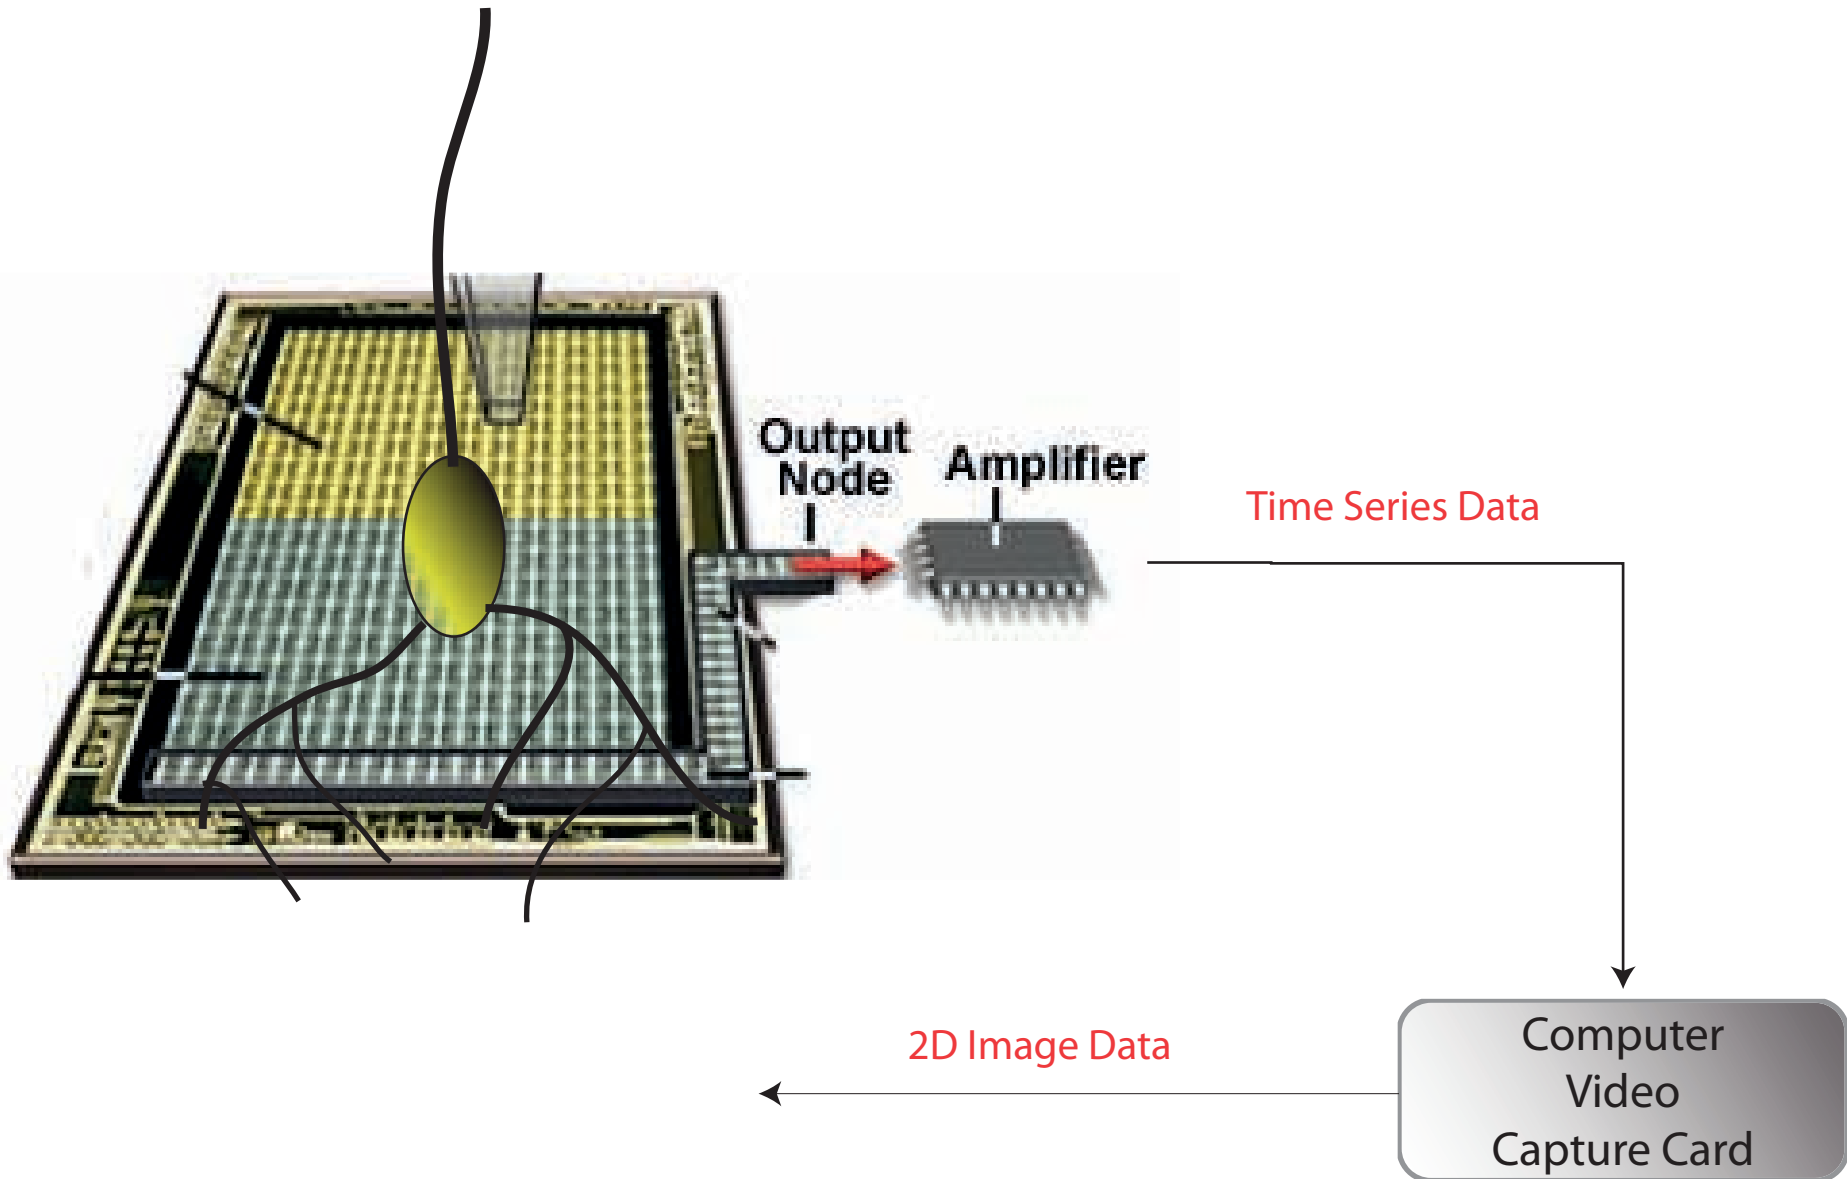 Output
Node
Amplifier
Time Series Data
2D Image Data
Computer
Video
Capture Card